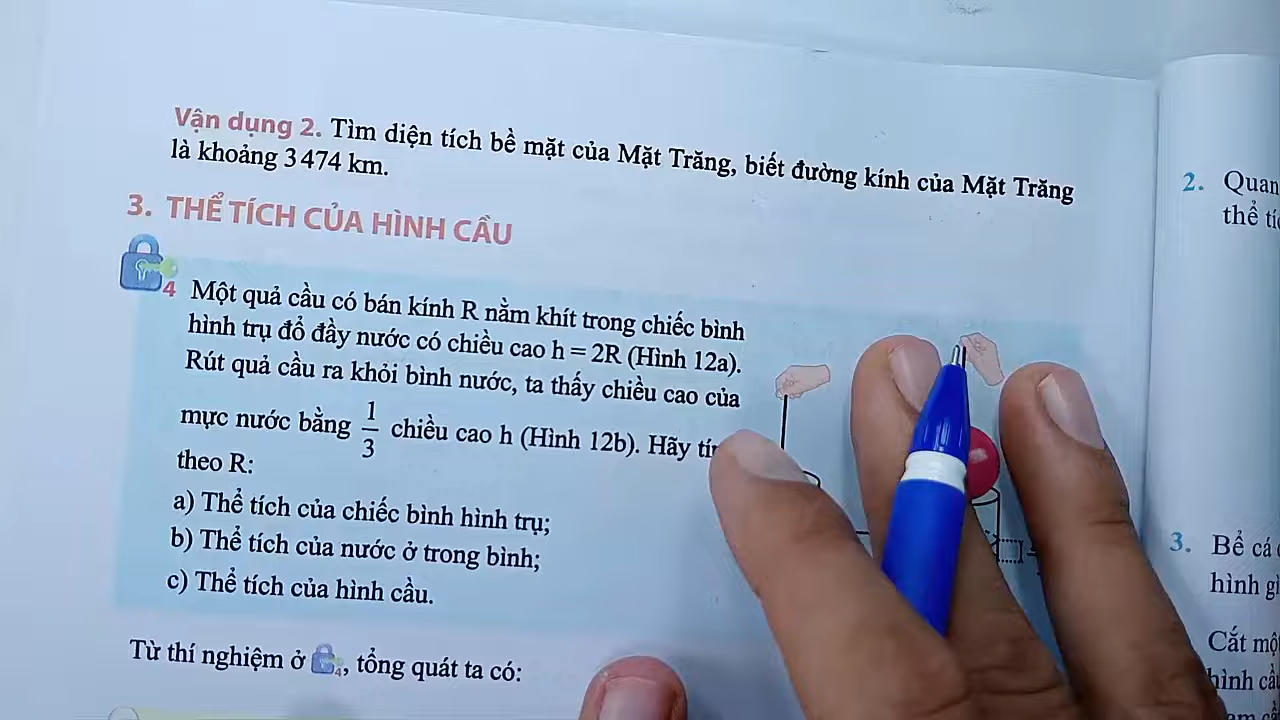 Vận dụng 2. Tìm diện tích bề mặt của Mặt Trăng, biết đường kính của Mặt Trăng
là khoảng 3 474 km.
3. THỂ TÍCH CỦA HÌNH CẦU
4 Một quả cầu có bán kính R nằm khít trong chiếc bình
hình trụ đổ đầy nước có chiều cao h = 2R (Hình 12a).
Rút quả cầu ra khỏi bình nước, ta thấy chiều cao của
mực nước bằng 1/3 chiều cao h (Hình 12b). Hãy
theo R:
a) Thể tích của chiếc bình hình trụ;
b) Thể tích của nước ở trong bình;
c) Thể tích của hình cầu.
Từ thí nghiệm ở 4, tổng quát ta có:
2. Quan
thể
3. Bể cá
hình
Cắt một
hình cầu